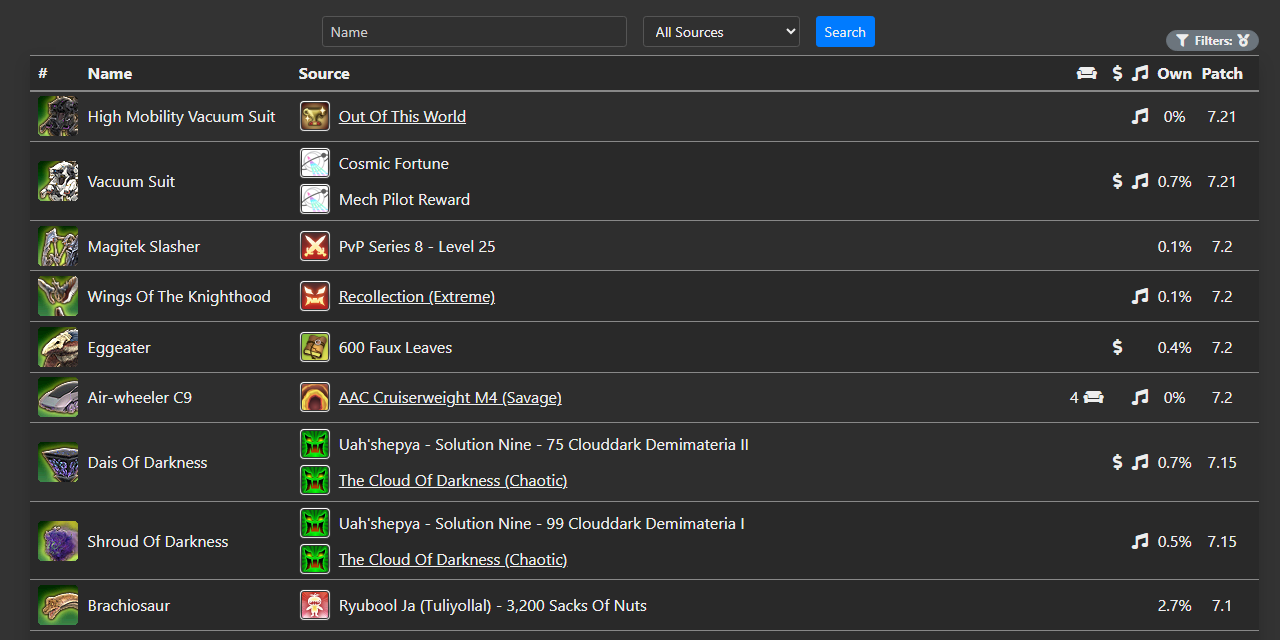 Name All Sources Search
Filters:
# Name Source $ Own Patch
High Mobility Vacuum Suit Out Of This World 0% 7.21
Cosmic Fortune
Vacuum Suit $ 0.7% 7.21
Mech Pilot Reward
Magitek Slasher PvP Series 8 - Level 25 0.1% 7.2
Wings Of The Knighthood Recollection (Extreme) 0.1% 7.2
Eggeater 600 Faux Leaves $ 0.4% 7.2
Air-wheeler C9 AAC Cruiserweight M4 (Savage) 4 0% 7.2
Uah'shepya - Solution Nine - 75 Clouddark Demimateria II
Dais Of Darkness $ 0.7% 7.15
The Cloud Of Darkness (Chaotic)
Uah'shepya - Solution Nine - 99 Clouddark Demimateria I
Shroud Of Darkness 0.5% 7.15
The Cloud Of Darkness (Chaotic)
Brachiosaur Ryubool Ja (Tuliyollal) - 3,200 Sacks Of Nuts 2.7% 7.1